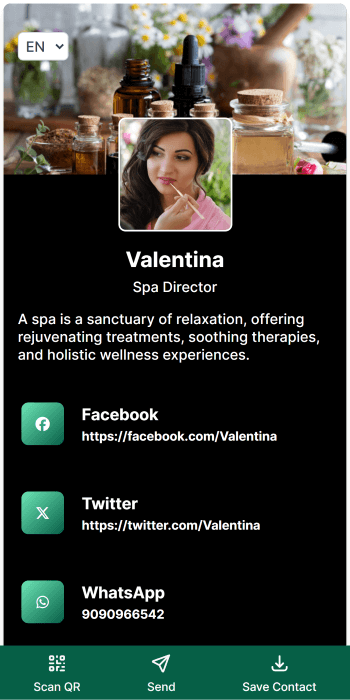 EN
Valentina
Spa Director
A spa is a sanctuary of relaxation, offering
rejuvenating treatments, soothing therapies,
and holistic wellness experiences.
Facebook
https://facebook.com/Valentina
Twitter
https://twitter.com/Valentina
WhatsApp
9090966542
Scan QR
Send
Save Contact